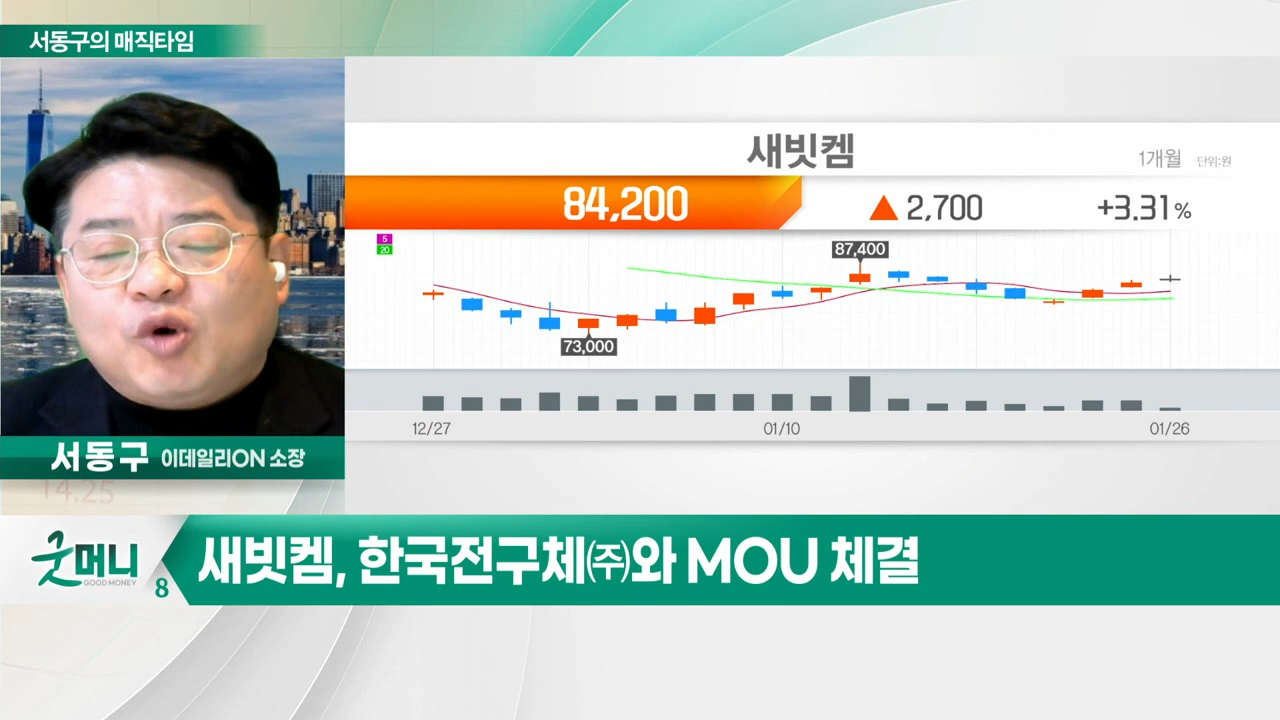 서동구의 매직타임
새빗켐
1개월 단위:원
84,200 ▲ 2,700 +3.31%
5
20
87,400
73,000
12/27 01/10 01/26
서동구 이데일리ON 소장
14.25
굿머니
GOOD MONEY
8
새빗켐, 한국전구체㈜와 MOU 체결